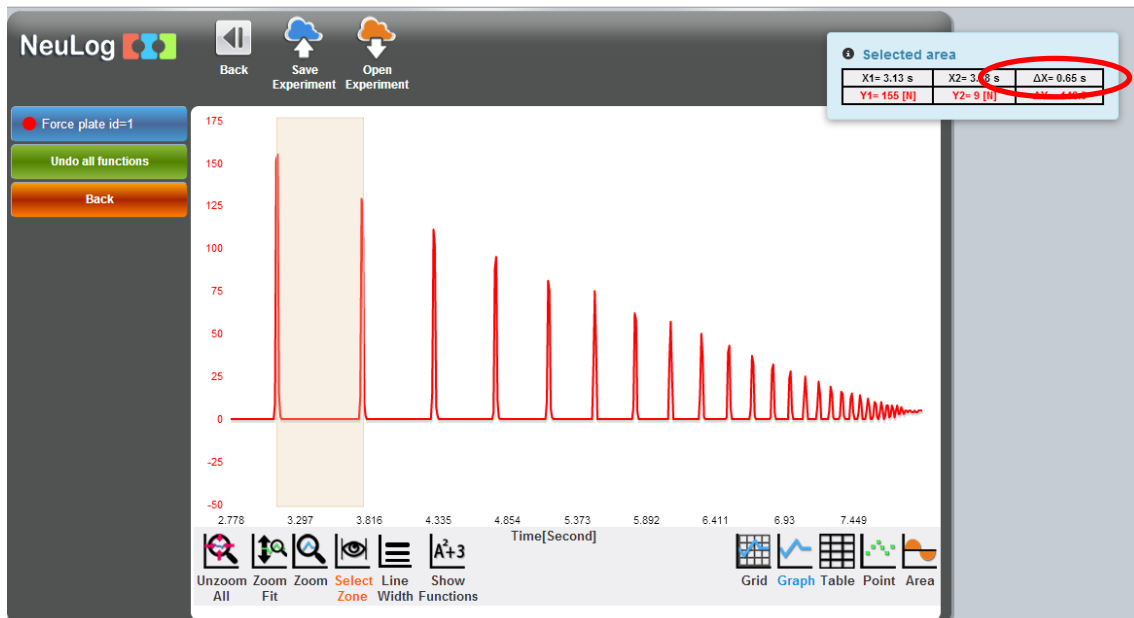 NeuLog
Back
Save Experiment
Open Experiment
Selected area
X1= 3.13 s
ΔX= 0.65 s
Y1= 155 [N]
Y2= 9 [N]
Force plate id=1
Undo all functions
Back
175
150
125
100
75
50
25
0
-25
-50
2.778 3.297 3.816 4.335 4.854 5.373 5.892 6.411 6.93 7.449
Time[Second]
A²+3
Unzoom All
Zoom Fit
Zoom
Select Zone
Line Width
Show Functions
Grid
Graph
Table
Point
Area